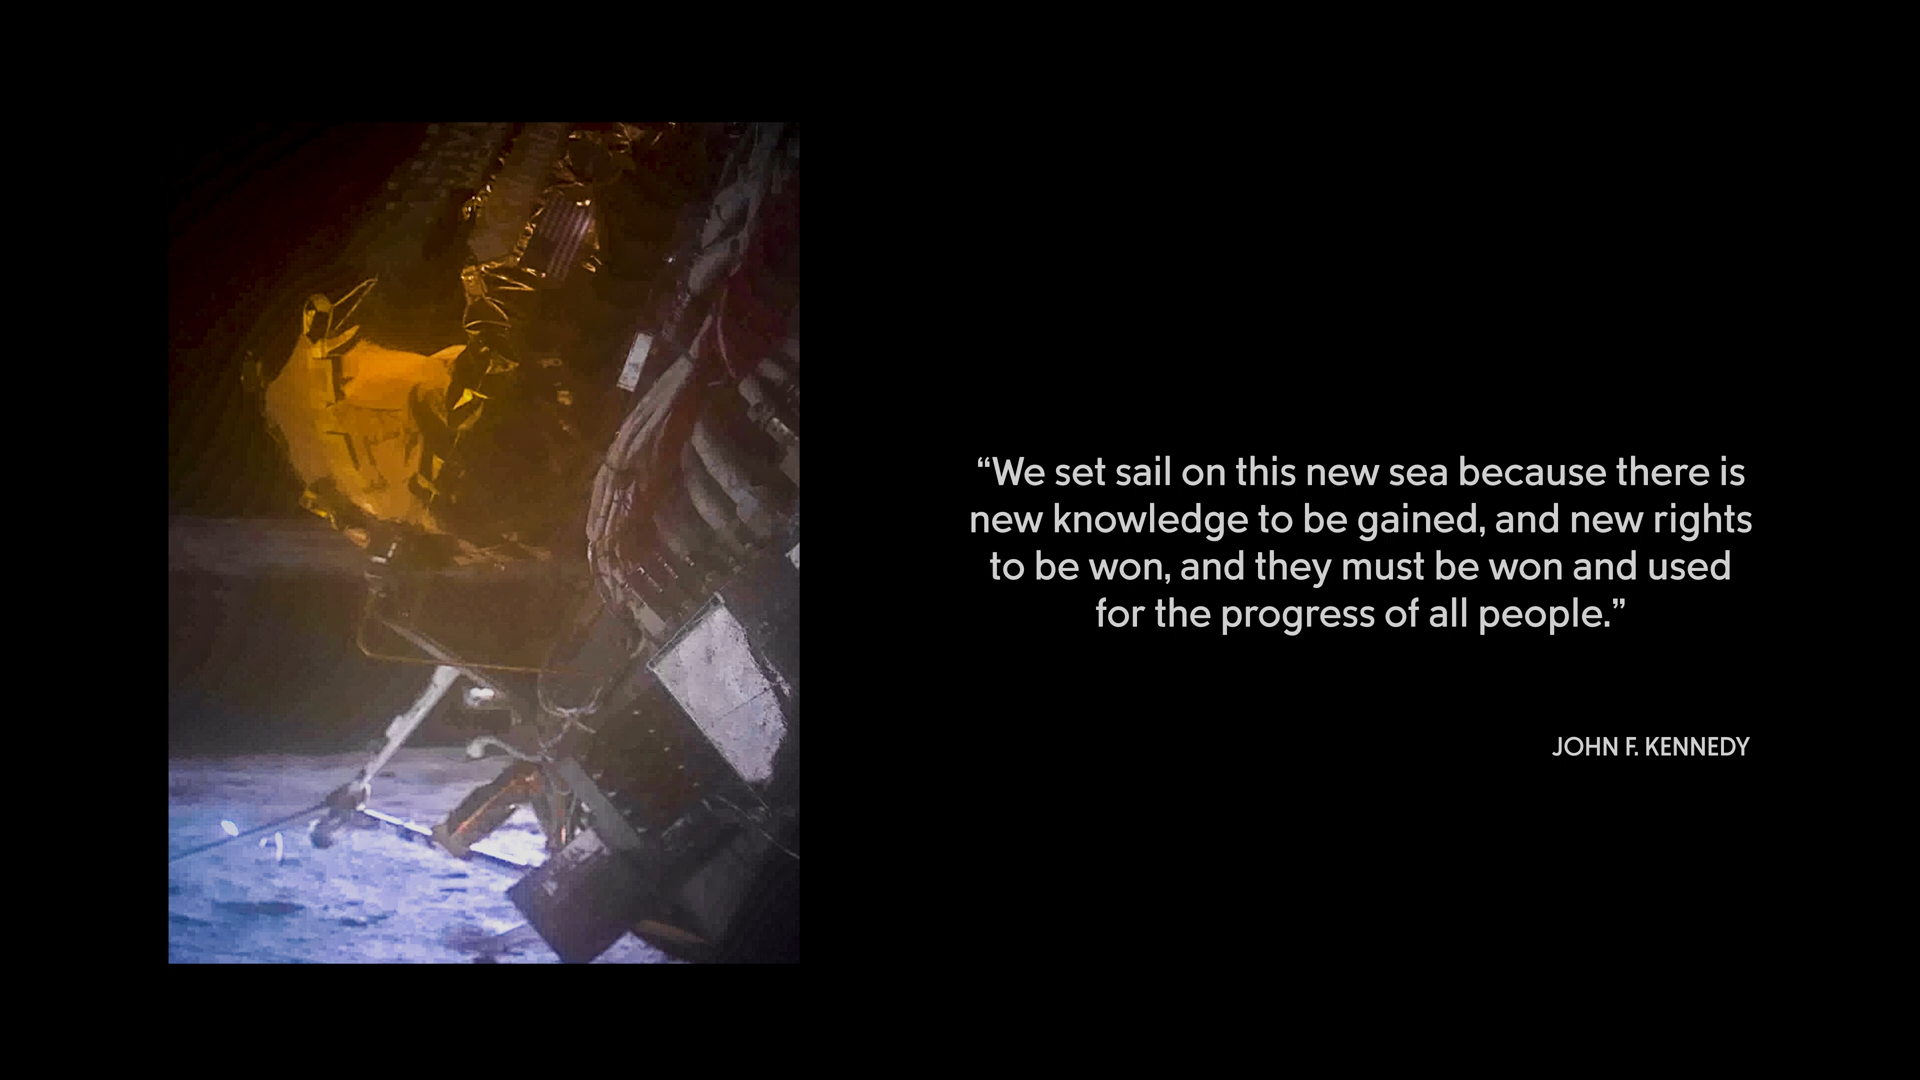 “We set sail on this new sea because there is
new knowledge to be gained, and new rights
to be won, and they must be won and used
for the progress of all people.”
JOHN F. KENNEDY